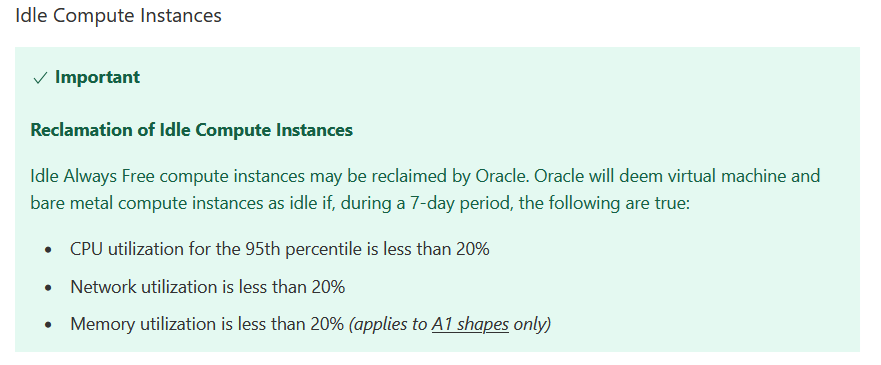 Idle Compute Instances
Important
Reclamation of Idle Compute Instances
Idle Always Free compute instances may be reclaimed by Oracle. Oracle will deem virtual machine and
bare metal compute instances as idle if, during a 7-day period, the following are true:
• CPU utilization for the 95th percentile is less than 20%
• Network utilization is less than 20%
• Memory utilization is less than 20% (applies to A1 shapes only)